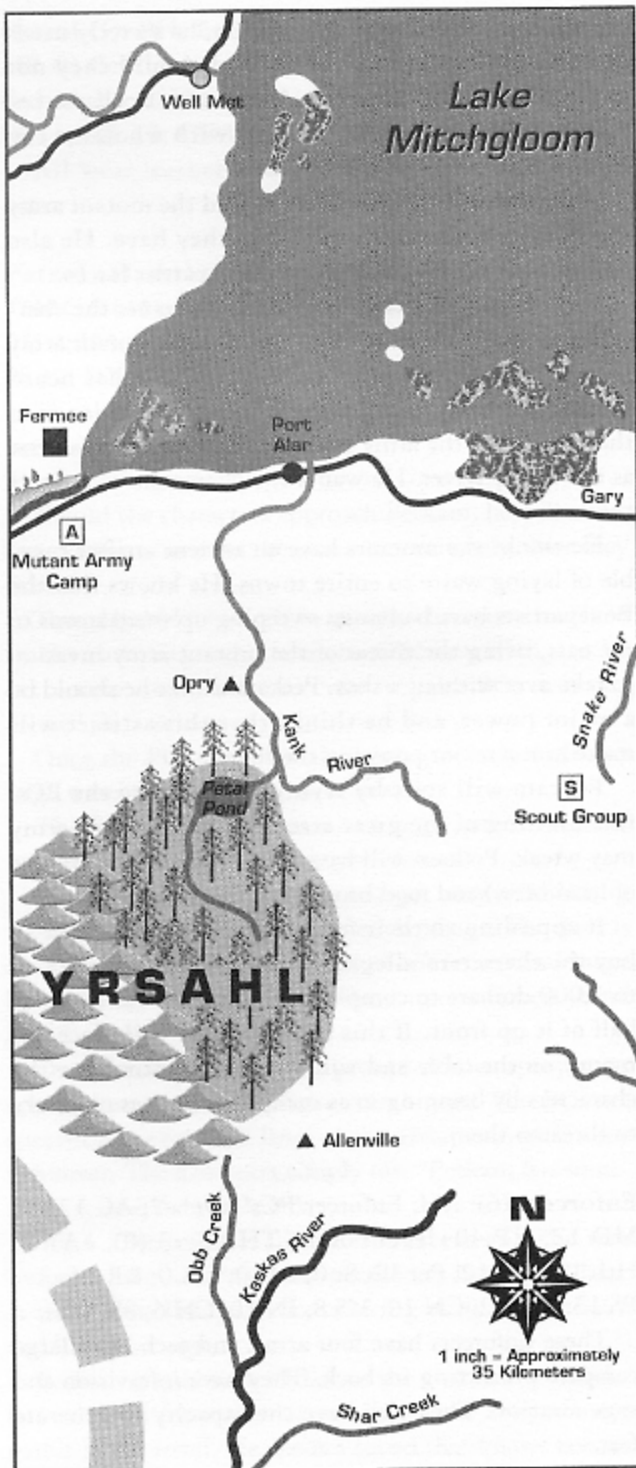 Lake
Mitchgloom
Well Met
Fermee
Port
Alar
Gary
A
Mutant Army
Camp
Snake River
Opry
Kank
River
S
Scout Group
Petal
Pond
YRSAHL
Allenville
Obb Creek
Kaskas River
N
1 inch = Approximately
35 Kilometers
Shar Creek